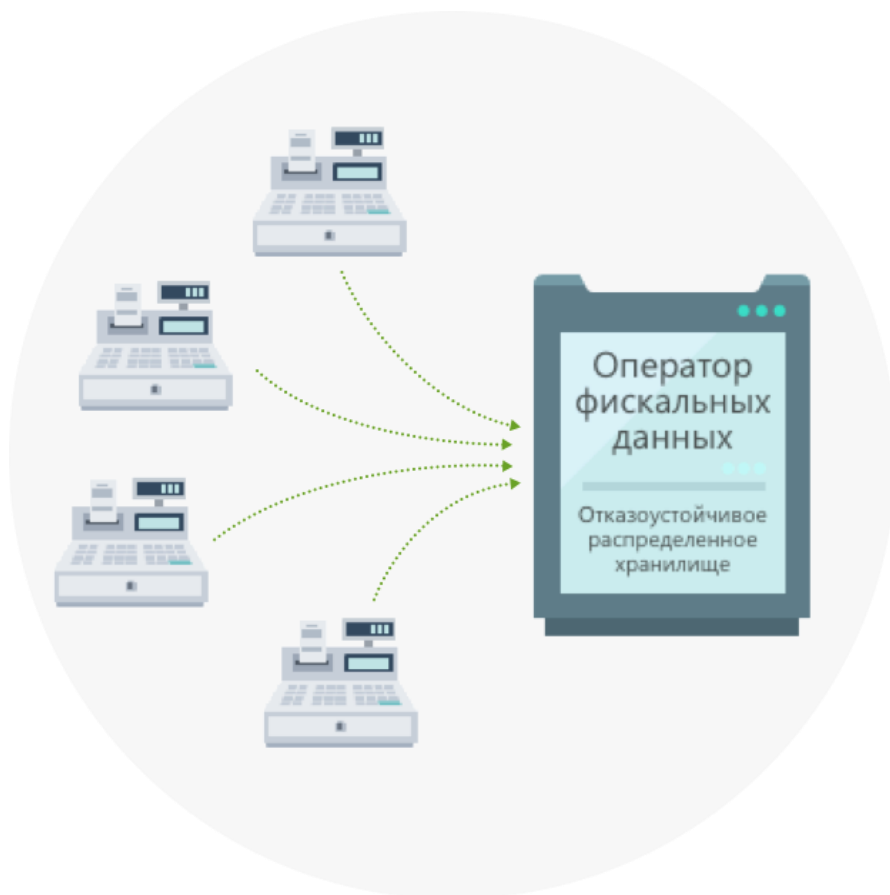 Оператор
фискальных
данных
Отказоустойчивое
распределенное
хранилище